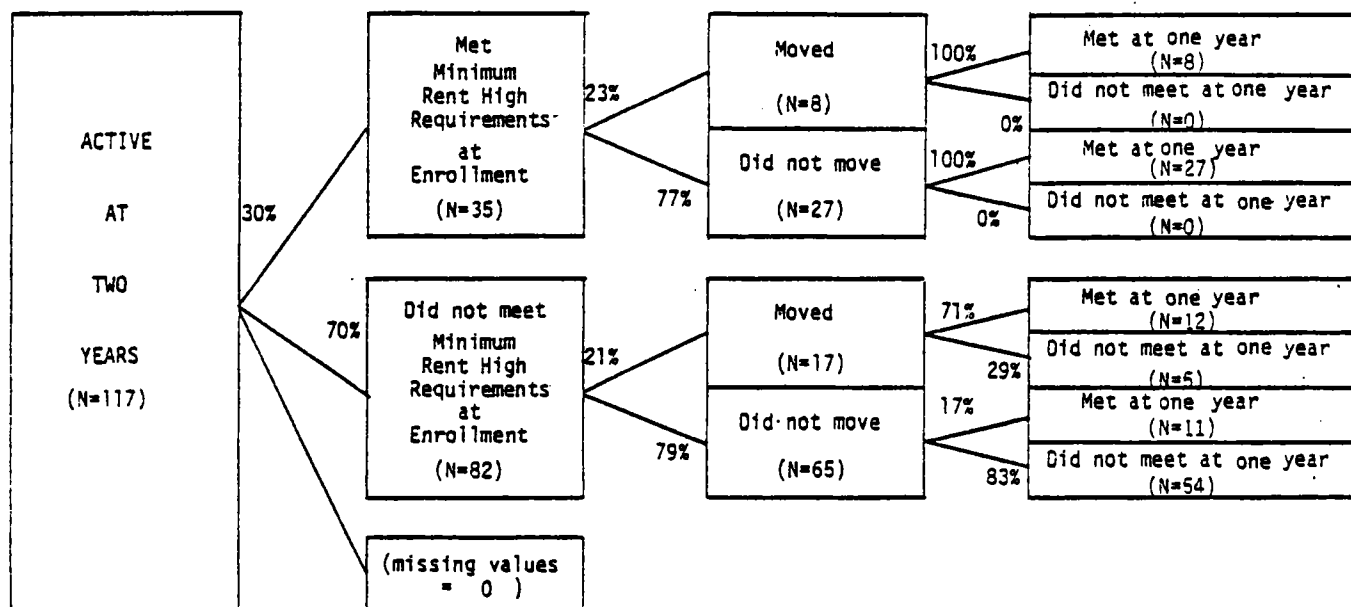 ACTIVE
AT
TWO
YEARS
(N=117)
30%
70%
Met
Minimum
Rent High
Requirements
at
Enrollment
(N=35)
23%
77%
Moved
(N=8)
100%
0%
Met at one year
(N=8)
Did not meet at one year
(N=0)
Did not move
(N=27)
100%
0%
Met at one year
(N=27)
Did not meet at one year
(N=0)
Did not meet
Minimum
Rent High
Requirements
at
Enrollment
(N=82)
21%
79%
Moved
(N=17)
71%
29%
Met at one year
(N=12)
Did not meet at one year
(N=5)
Did not move
(N=65)
17%
83%
Met at one year
(N=11)
Did not meet at one year
(N=54)
(missing values
= 0 )